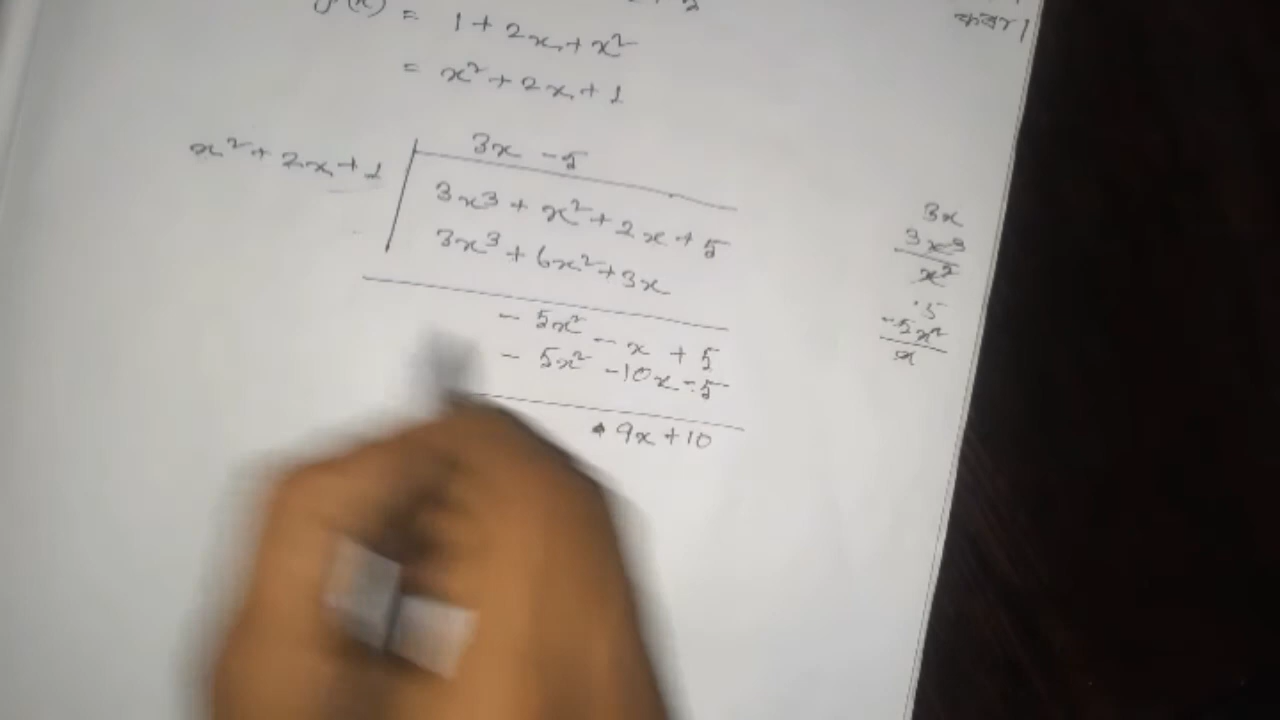 = 1 + 2x + x²
= x² + 2x + 1
3x - 5
x² + 2x + 1
3x³ + x² + 2x + 5
3x³ + 6x² + 3x
- 5x² - x + 5
- 5x² - 10x - 5
9x + 10
3x
3x³
x²
5
-5x²
x